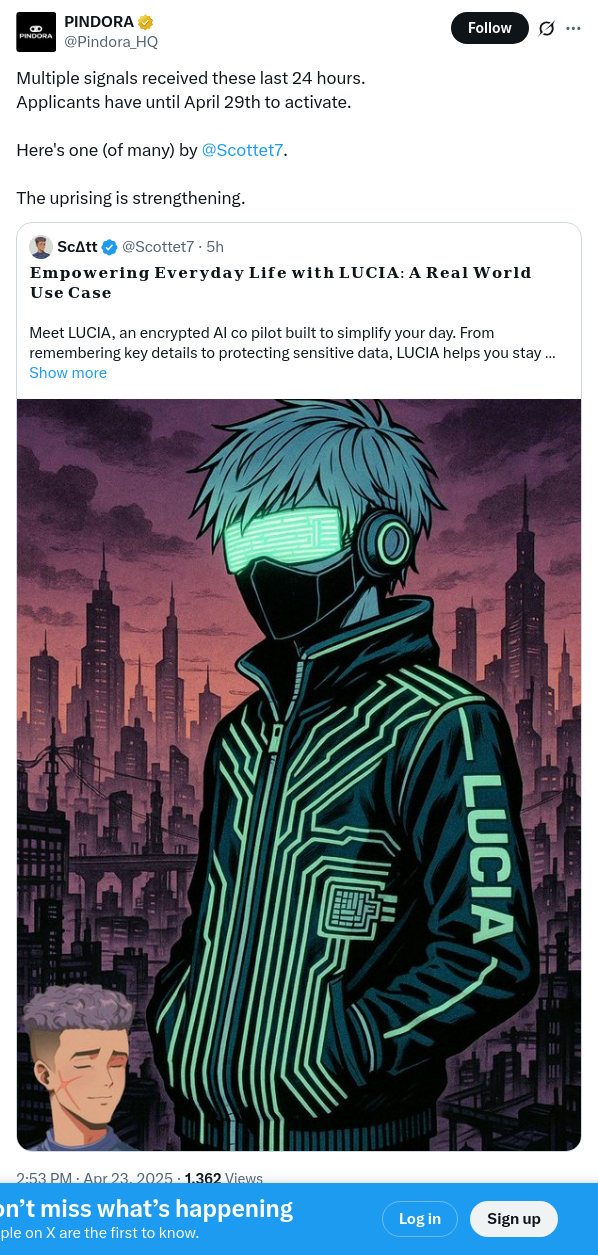 PINDORA
@Pindora_HQ
Follow
PINDORA
Multiple signals received these last 24 hours.
Applicants have until April 29th to activate.
Here's one (of many) by @Scottet7.
The uprising is strengthening.
ScΔtt @Scottet7 · 5h
𝐄𝐦𝐩𝐨𝐰𝐞𝐫𝐢𝐧𝐠 𝐄𝐯𝐞𝐫𝐲𝐝𝐚𝐲 𝐋𝐢𝐟𝐞 𝐰𝐢𝐭𝐡 𝐋𝐔𝐂𝐈𝐀: 𝐀 𝐑𝐞𝐚𝐥 𝐖𝐨𝐫𝐥𝐝
𝐔𝐬𝐞 𝐂𝐚𝐬𝐞
Meet LUCIA, an encrypted AI co pilot built to simplify your day. From
remembering key details to protecting sensitive data, LUCIA helps you stay ...
Show more
LUCIA
2:53 PM · Apr 23, 2025 · 1,362 Views
on't miss what's happening
ple on X are the first to know.
Log in
Sign up